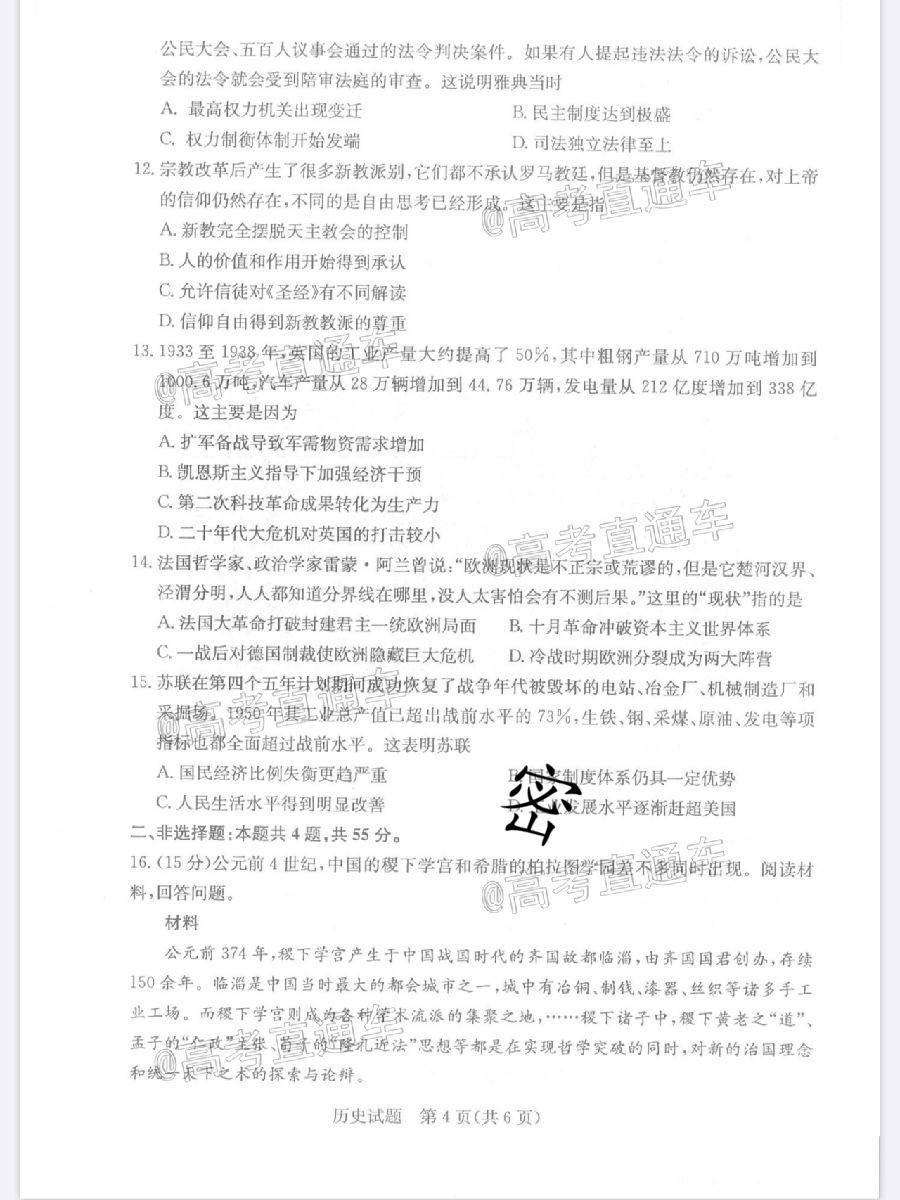 公民大会、五百人议事会通过的法令判决案件。如果有人提起违法法令的诉讼,公民大
会的法令就会受到陪审法庭的审查。这说明雅典当时
A. 最高权力机关出现变迁 B. 民主制度达到极盛
C. 权力制衡体制开始发端 D. 司法独立法律至上
12. 宗教改革后产生了很多新教派别,它们都不承认罗马教廷,但是基督教仍然存在,对上帝
的信仰仍然存在,不同的是自由思考已经形成。这主要是指
@高考直通车
A. 新教完全摆脱天主教会的控制
B. 人的价值和作用开始得到承认
C. 允许信徒对《圣经》有不同解读
D. 信仰自由得到新教教派的尊重
13. 1933 至 1938 年,英国的工业产量大约提高了 50%,其中粗钢产量从 710 万吨增加到
@高考直通车
1000.6 万吨,汽车产量从 28 万辆增加到 44.76 万辆,发电量从 212 亿度增加到 338 亿
度。这主要是因为
A. 扩军备战导致军需物资需求增加
B. 凯恩斯主义指导下加强经济干预
C. 第二次科技革命成果转化为生产力
D. 二十年代大危机对英国的打击较小
@高考直通车
14. 法国哲学家、政治学家雷蒙·阿兰曾说:“欧洲现状是不正宗或荒谬的,但是它楚河汉界、
泾渭分明,人人都知道分界线在哪里,没人太害怕会有不测后果。”这里的“现状”指的是
A. 法国大革命打破封建君主一统欧洲局面 B. 十月革命冲破资本主义世界体系
C. 一战后对德国制裁使欧洲隐藏巨大危机 D. 冷战时期欧洲分裂成为两大阵营
15. 苏联在第四个五年计划期间成功恢复了战争年代被毁坏的电站、冶金厂、机械制造厂和
@高考直通车
采掘场。1950 年其工业总产值已超出战前水平的 73%,生铁、钢、采煤、原油、发电等项
指标也都全面超过战前水平。这表明苏联
A. 国民经济比例失衡更趋严重 B. 国家制度体系仍具一定优势
C. 人民生活水平得到明显改善 D. 业发展水平逐渐赶超美国
密
二、非选择题:本题共 4 题,共 55 分。
16. (15 分)公元前 4 世纪,中国的稷下学宫和希腊的柏拉图学园差不多同时出现。阅读材
@高考直通车
料,回答问题。
材料
公元前 374 年,稷下学宫产生于中国战国时代的齐国故都临淄,由齐国国君创办,存续
150 余年。临淄是中国当时最大的都会城市之一,城中有冶铜、制钱、漆器、丝织等诸多手工
业工场。而稷下学宫则成为各种学术流派的集聚之地,……稷下诸子中,稷下黄老之“道”、
@高考直通车
孟子的“仁政”主张、荀子的“隆礼近法”思想等都是在实现哲学突破的同时,对新的治国理念
和统一天下之术的探索与论辩。
历史试题 第 4 页(共 6 页)